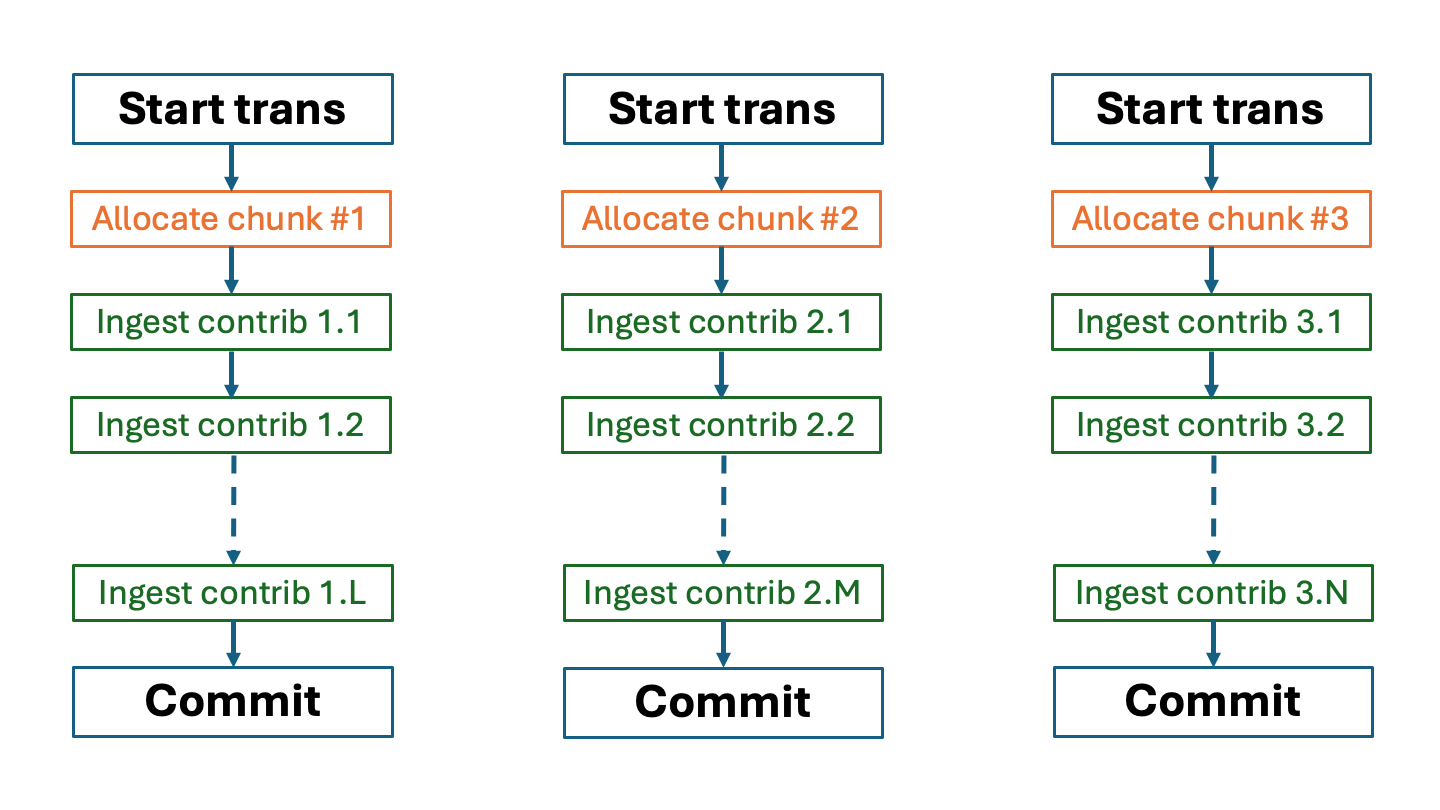 Start trans
Allocate chunk #1
Ingest contrib 1.1
Ingest contrib 1.2
Ingest contrib 1.L
Commit
Start trans
Allocate chunk #2
Ingest contrib 2.1
Ingest contrib 2.2
Ingest contrib 2.M
Commit
Start trans
Allocate chunk #3
Ingest contrib 3.1
Ingest contrib 3.2
Ingest contrib 3.N
Commit